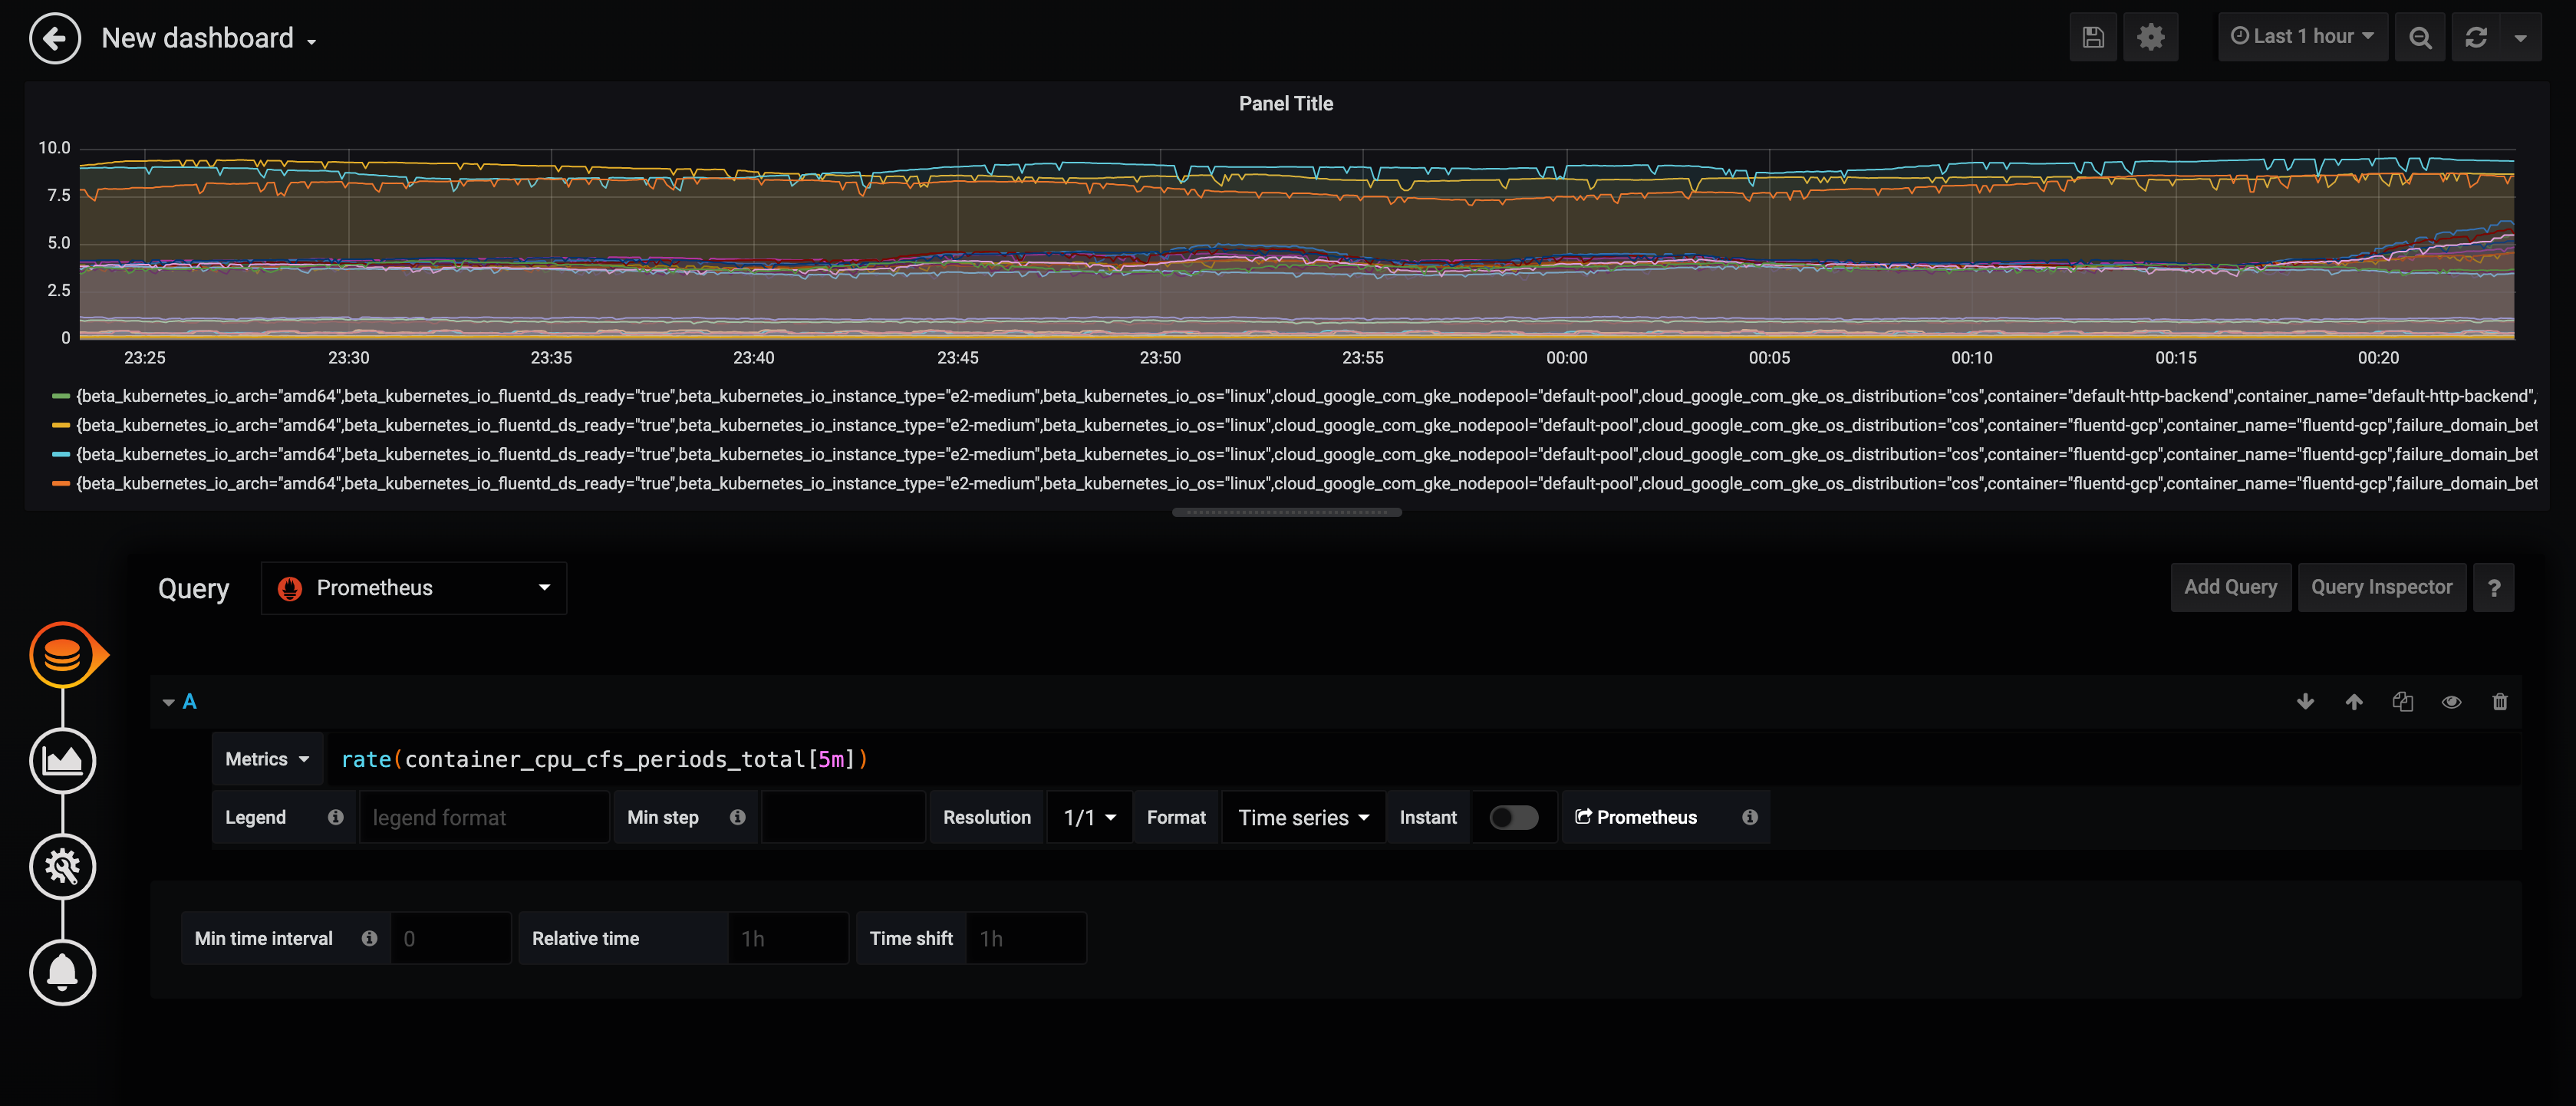 New dashboard
Last 1 hour
Panel Title
10.0
7.5
5.0
2.5
0
23:25 23:30 23:35 23:40 23:45 23:50 23:55 00:00 00:05 00:10 00:15 00:20
{beta_kubernetes_io_arch="amd64",beta_kubernetes_io_fluentd_ds_ready="true",beta_kubernetes_io_instance_type="e2-medium",beta_kubernetes_io_os="linux",cloud_google_com_gke_nodepool="default-pool",cloud_google_com_gke_os_distribution="cos",container="default-http-backend",container_name="default-http-backend",
{beta_kubernetes_io_arch="amd64",beta_kubernetes_io_fluentd_ds_ready="true",beta_kubernetes_io_instance_type="e2-medium",beta_kubernetes_io_os="linux",cloud_google_com_gke_nodepool="default-pool",cloud_google_com_gke_os_distribution="cos",container="fluentd-gcp",container_name="fluentd-gcp",failure_domain_bet
{beta_kubernetes_io_arch="amd64",beta_kubernetes_io_fluentd_ds_ready="true",beta_kubernetes_io_instance_type="e2-medium",beta_kubernetes_io_os="linux",cloud_google_com_gke_nodepool="default-pool",cloud_google_com_gke_os_distribution="cos",container="fluentd-gcp",container_name="fluentd-gcp",failure_domain_bet
{beta_kubernetes_io_arch="amd64",beta_kubernetes_io_fluentd_ds_ready="true",beta_kubernetes_io_instance_type="e2-medium",beta_kubernetes_io_os="linux",cloud_google_com_gke_nodepool="default-pool",cloud_google_com_gke_os_distribution="cos",container="fluentd-gcp",container_name="fluentd-gcp",failure_domain_bet
Query Prometheus Add Query Query Inspector ?
A
Metrics rate(container_cpu_cfs_periods_total[5m])
Legend legend format Min step Resolution 1/1 Format Time series Instant Prometheus
Min time interval 0 Relative time 1h Time shift 1h